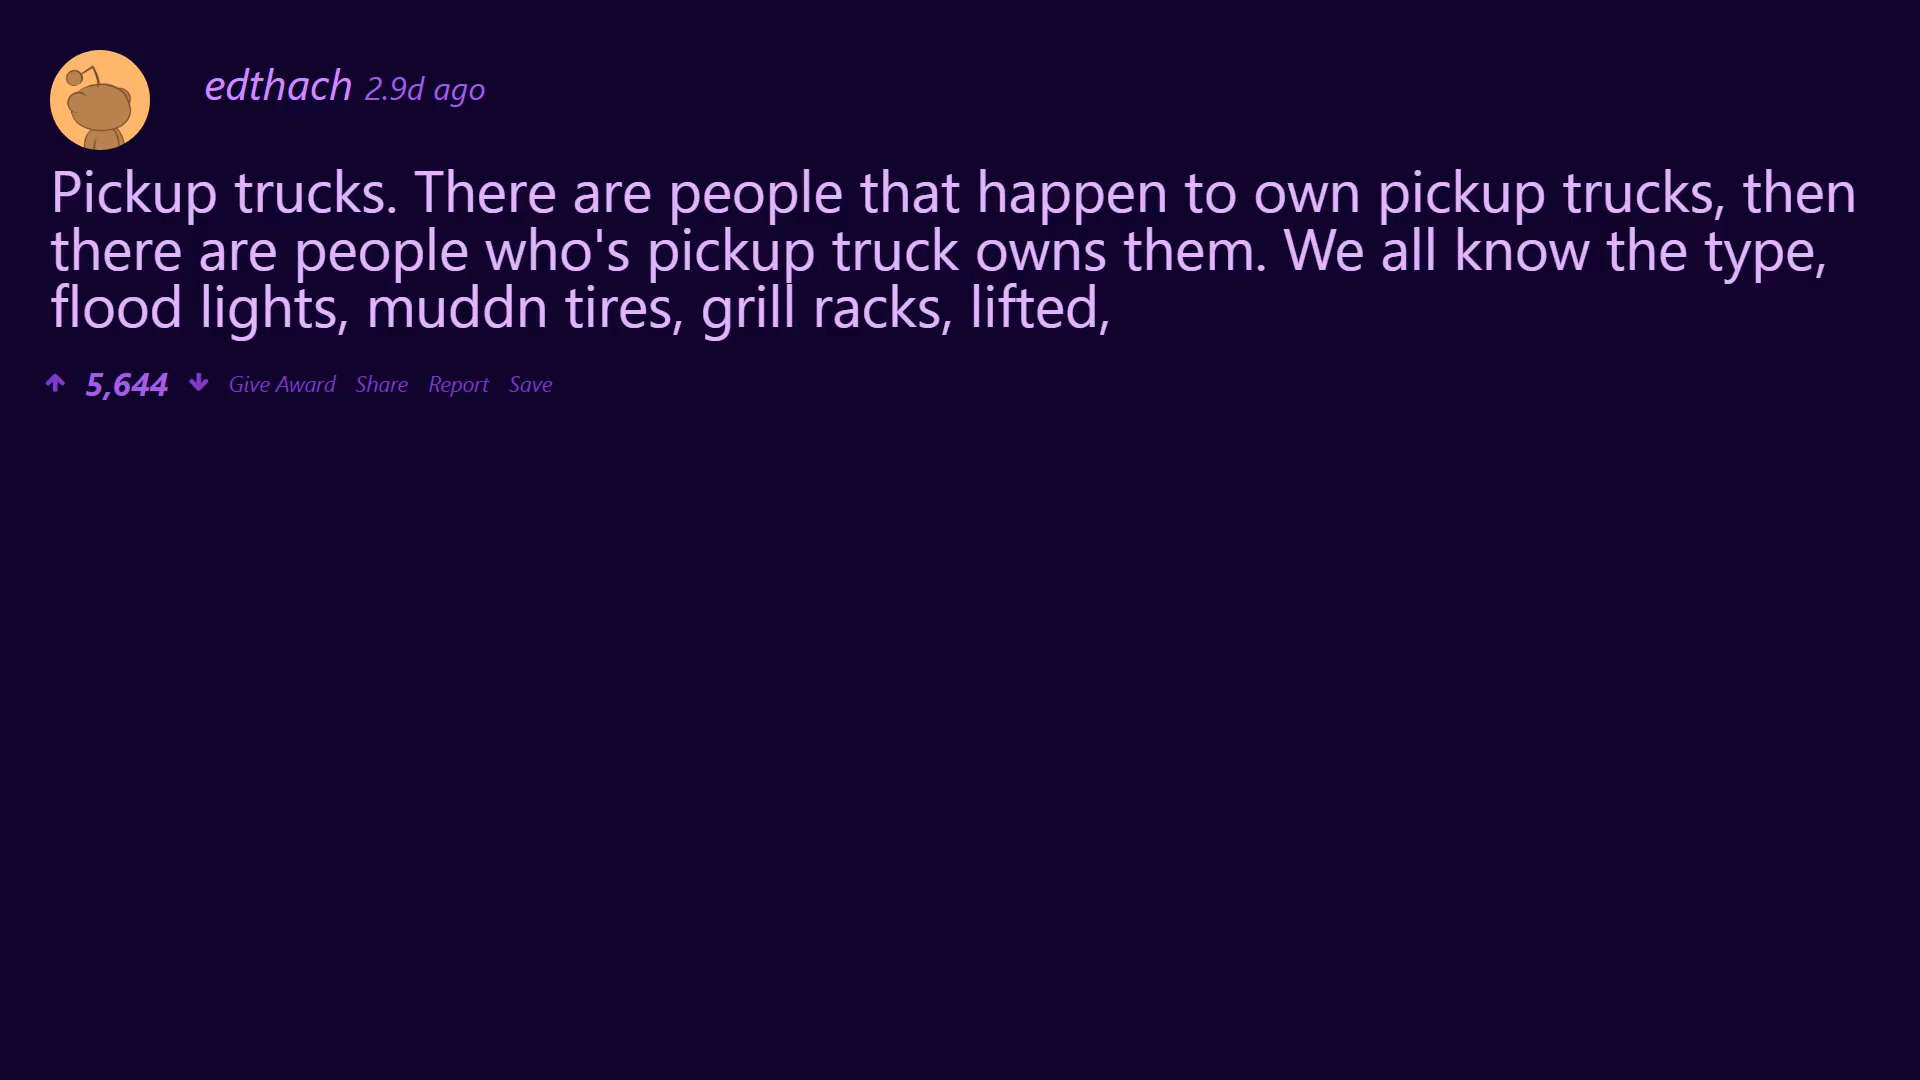 edthach 2.9d ago
Pickup trucks. There are people that happen to own pickup trucks, then
there are people who's pickup truck owns them. We all know the type,
flood lights, muddn tires, grill racks, lifted,
5,644 Give Award Share Report Save